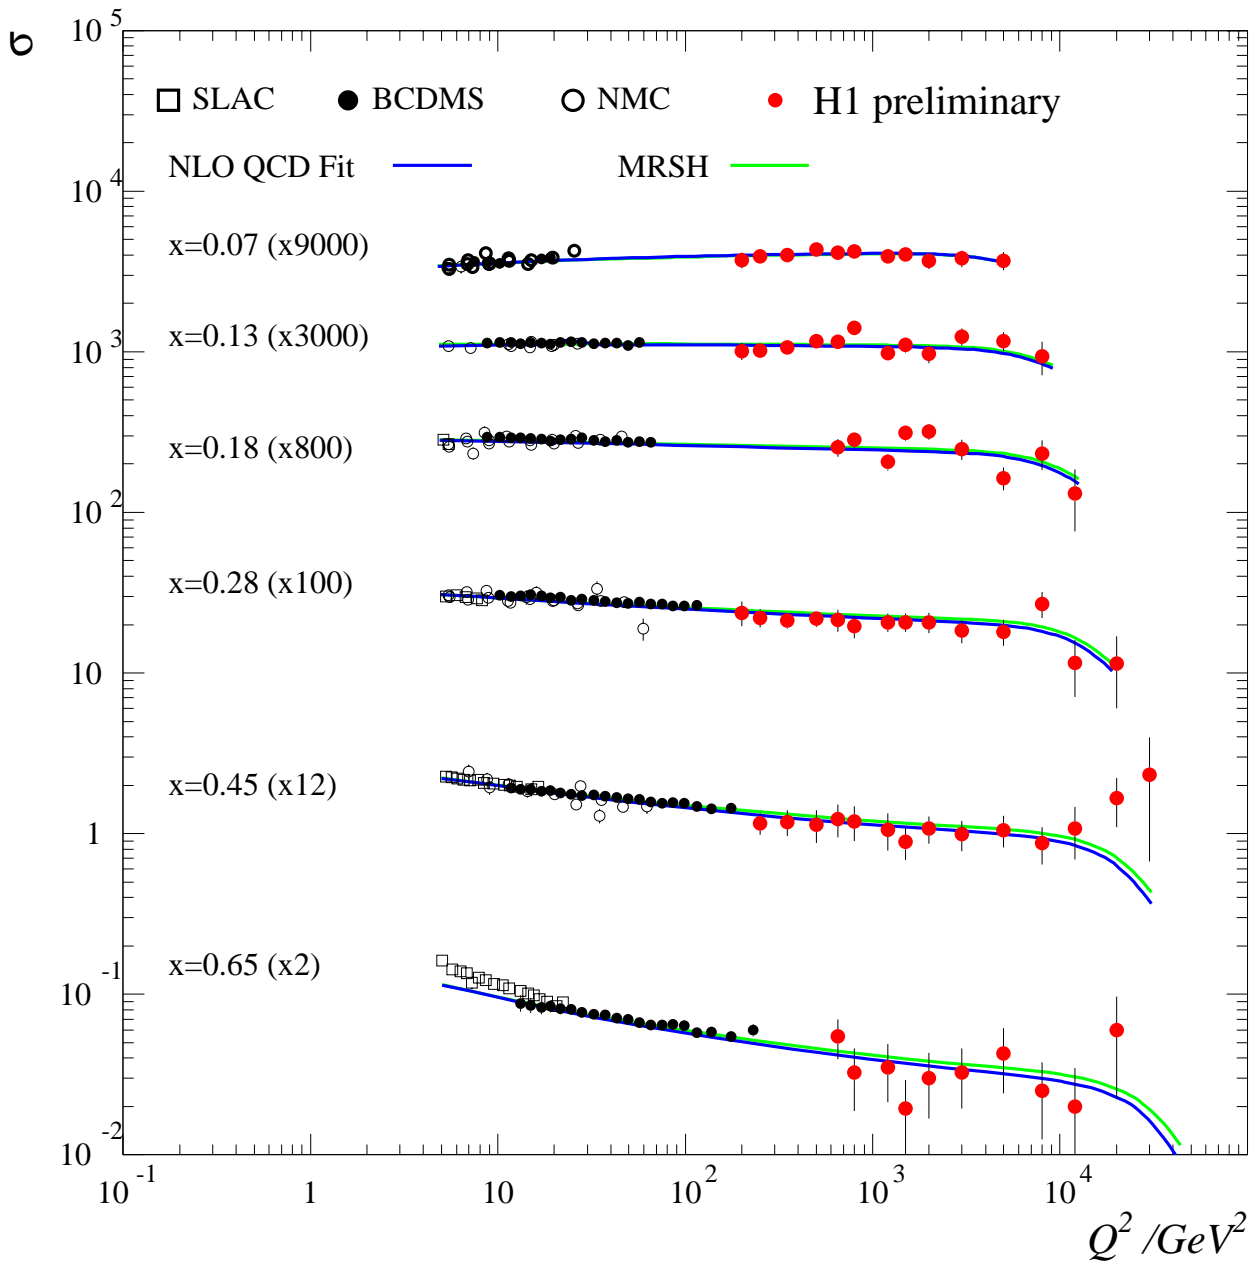 σ
10^5
SLAC BCDMS NMC H1 preliminary
NLO QCD Fit MRSH
10^4
x=0.07 (x9000)
x=0.13 (x3000)
10^3
x=0.18 (x800)
10^2
x=0.28 (x100)
10
x=0.45 (x12)
1
x=0.65 (x2)
10^-1
10^-2
10^-1 1 10 10^2 10^3 10^4
Q^2 /GeV^2